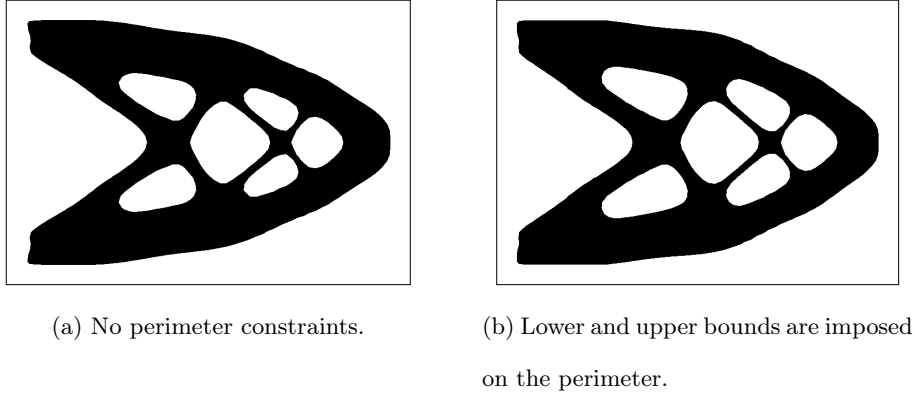 (a) No perimeter constraints.
(b) Lower and upper bounds are imposed
on the perimeter.